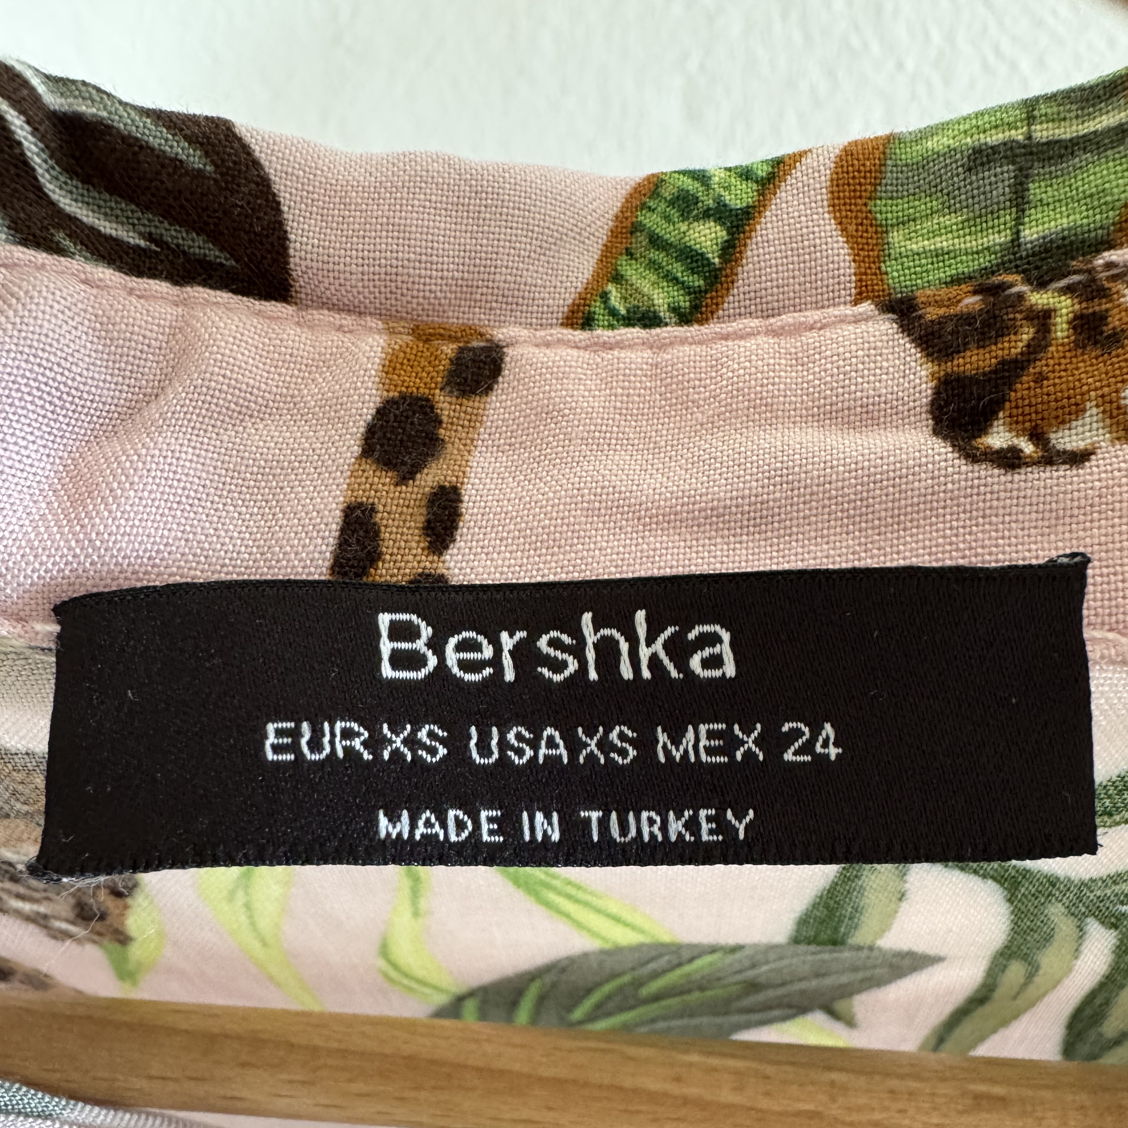 Bershka
EUR XS USA XS MEX 24
MADE IN TURKEY